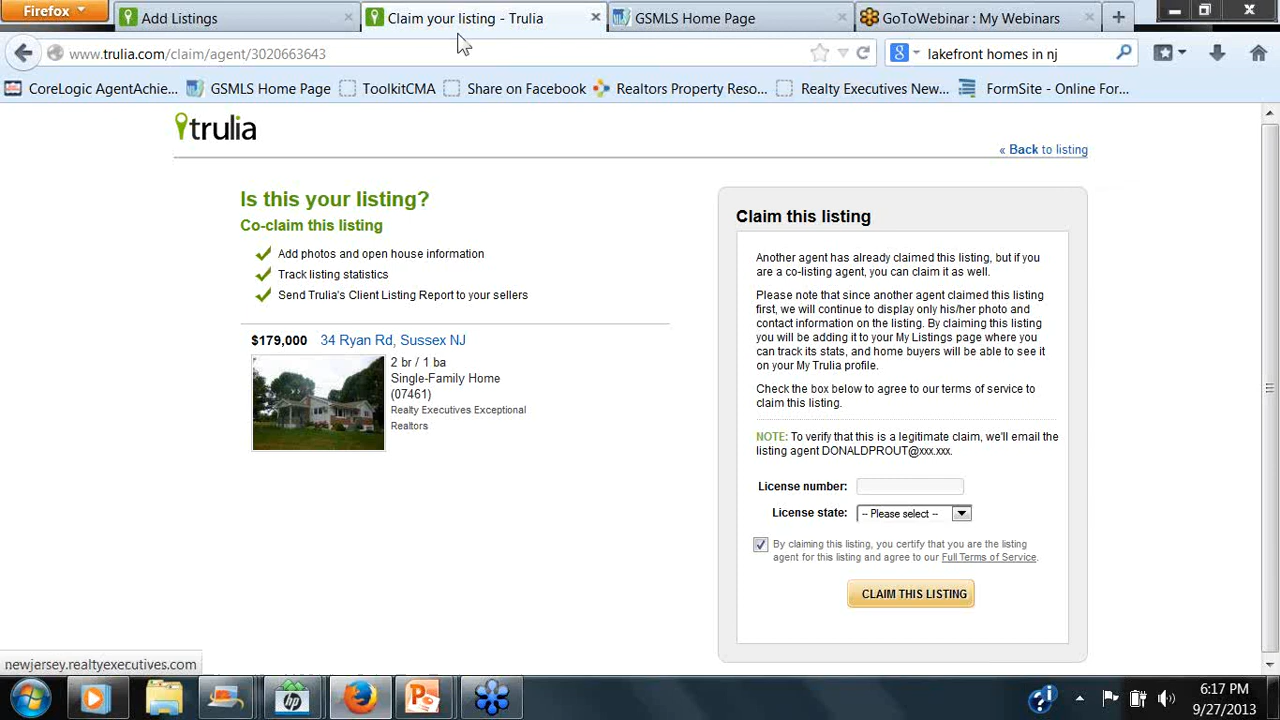 Firefox
Add Listings
Claim your listing - Trulia
GSMLS Home Page
GoToWebinar : My Webinars
www.trulia.com/claim/agent/3020663643
lakefront homes in nj
CoreLogic AgentAchie...
GSMLS Home Page
ToolkitCMA
Share on Facebook
Realtors Property Reso...
Realty Executives New...
FormSite - Online For...
trulia
« Back to listing
Is this your listing?
Co-claim this listing
Add photos and open house information
Track listing statistics
Send Trulia's Client Listing Report to your sellers
$179,000 34 Ryan Rd, Sussex NJ
2 br / 1 ba
Single-Family Home
(07461)
Realty Executives Exceptional
Realtors
Claim this listing
Another agent has already claimed this listing, but if you
are a co-listing agent, you can claim it as well.
Please note that since another agent claimed this listing
first, we will continue to display only his/her photo and
contact information on the listing. By claiming this listing
you will be adding it to your My Listings page where you
can track its stats, and home buyers will be able to see it
on your My Trulia profile.
Check the box below to agree to our terms of service to
claim this listing.
NOTE: To verify that this is a legitimate claim, we'll email the
listing agent DONALDPROUT@xxx.xxx.
License number:
License state: -- Please select --
By claiming this listing, you certify that you are the listing
agent for this listing and agree to our Full Terms of Service.
CLAIM THIS LISTING
newjersey.realtyexecutives.com
6:17 PM
9/27/2013